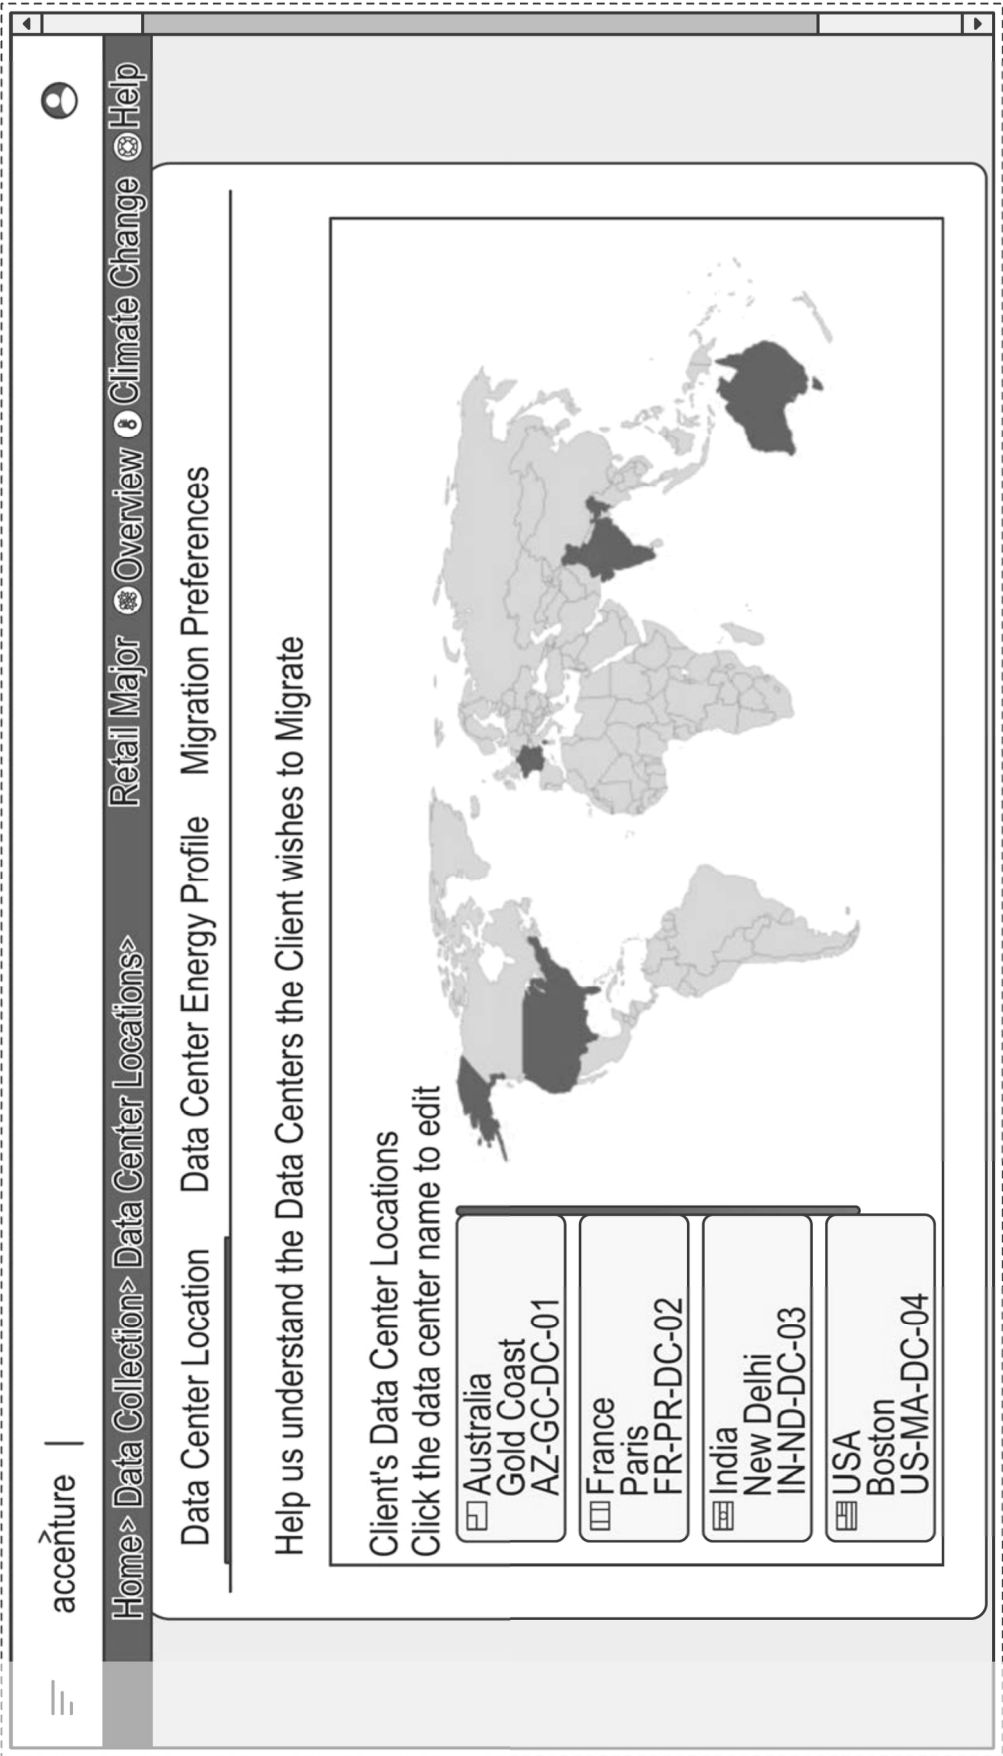 accenture
Home> Data Collection> Data Center Locations>
Retail Major
Overview
Climate Change
Help
Data Center Location
Data Center Energy Profile
Migration Preferences
Help us understand the Data Centers the Client wishes to Migrate
Client's Data Center Locations
Click the data center name to edit
Australia
Gold Coast
AZ-GC-DC-01
France
Paris
FR-PR-DC-02
India
New Delhi
IN-ND-DC-03
USA
Boston
US-MA-DC-04